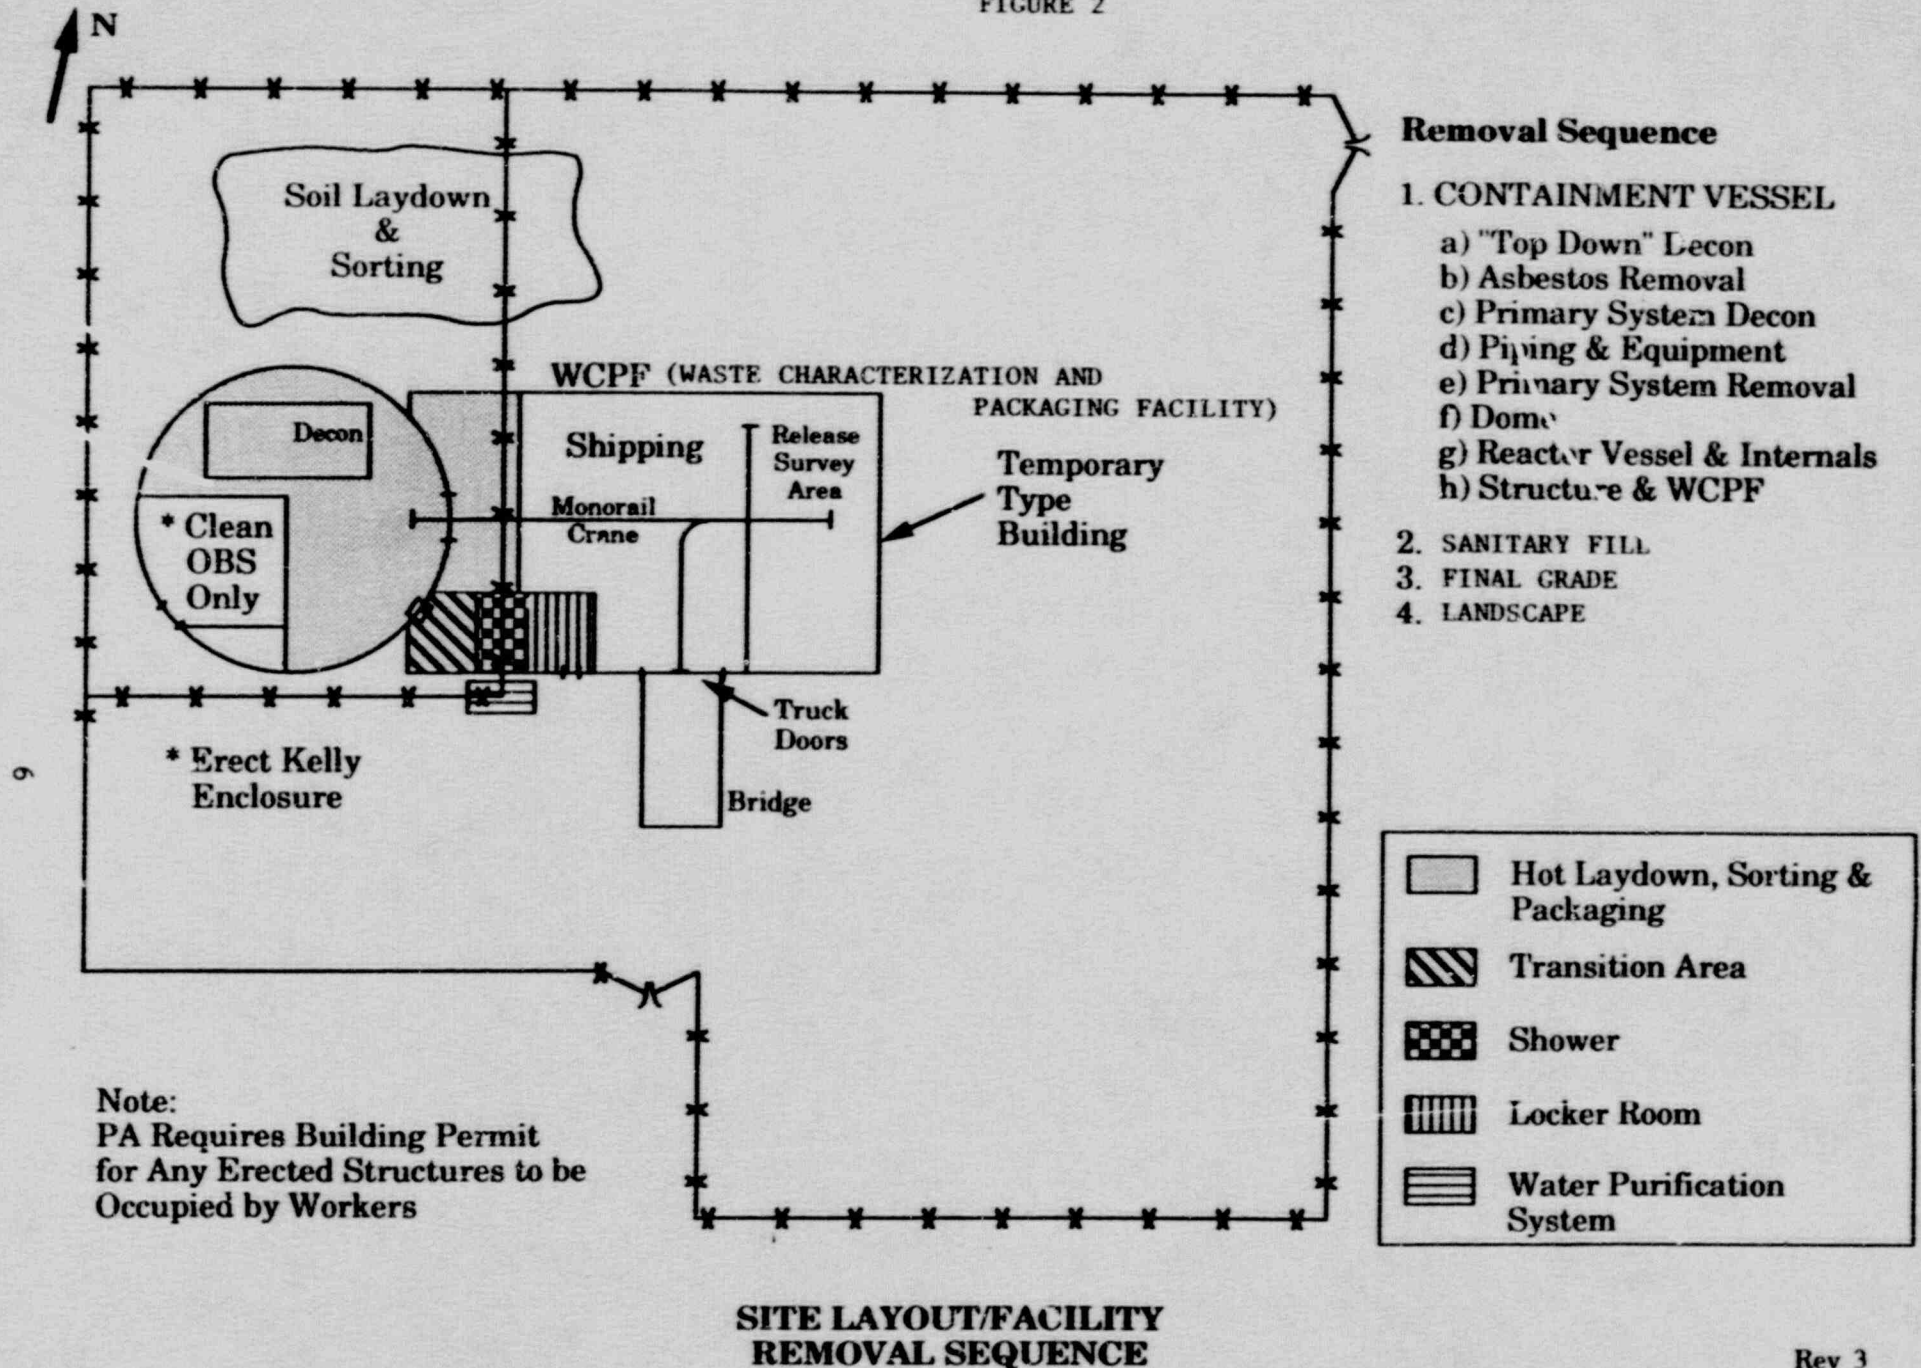 FIGURE 2
N
Soil Laydown
&
Sorting
WCPF (WASTE CHARACTERIZATION AND
PACKAGING FACILITY)
Decon
Shipping
Release
Survey
Area
Monorail
Crane
* Clean
OBS
Only
Temporary
Type
Building
Truck
Doors
Bridge
* Erect Kelly
Enclosure
6
Note:
PA Requires Building Permit
for Any Erected Structures to be
Occupied by Workers
Removal Sequence
1. CONTAINMENT VESSEL
a) "Top Down" Decon
b) Asbestos Removal
c) Primary System Decon
d) Piping & Equipment
e) Primary System Removal
f) Dome
g) Reactor Vessel & Internals
h) Structure & WCPF
2. SANITARY FILL
3. FINAL GRADE
4. LANDSCAPE
Hot Laydown, Sorting &
Packaging
Transition Area
Shower
Locker Room
Water Purification
System
SITE LAYOUT/FACILITY
REMOVAL SEQUENCE
Rev 3